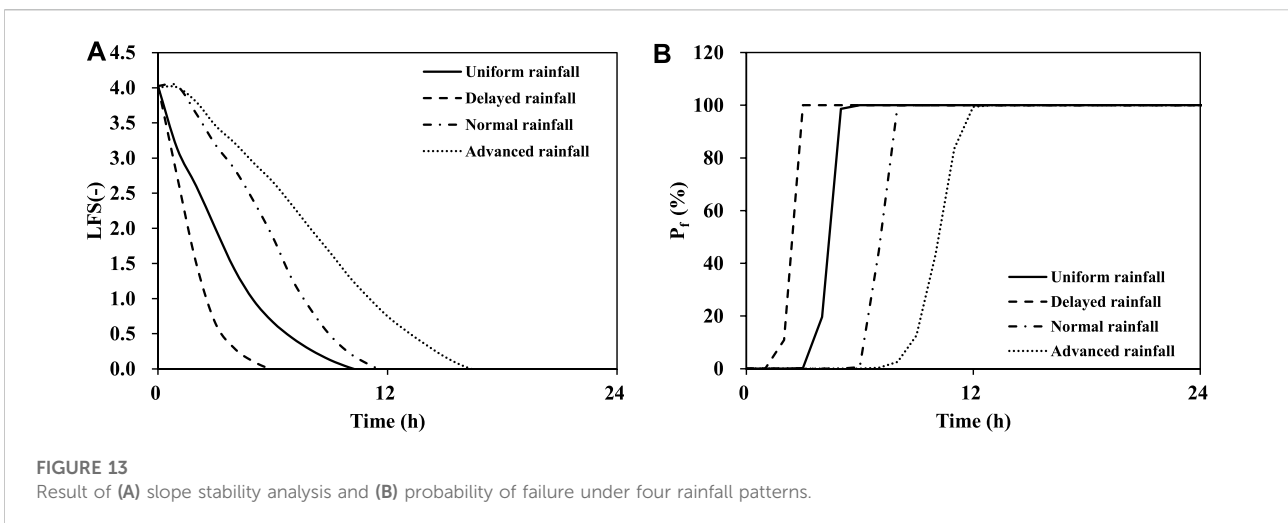 A
4.5
4.0
3.5
3.0
2.5
2.0
1.5
1.0
0.5
0.0
LFS(-)
Uniform rainfall
Delayed rainfall
Normal rainfall
Advanced rainfall
0
12
24
Time (h)
B
120
100
80
60
40
20
0
Pf (%)
Uniform rainfall
Delayed rainfall
Normal rainfall
Advanced rainfall
0
12
24
Time (h)
FIGURE 13
Result of (A) slope stability analysis and (B) probability of failure under four rainfall patterns.